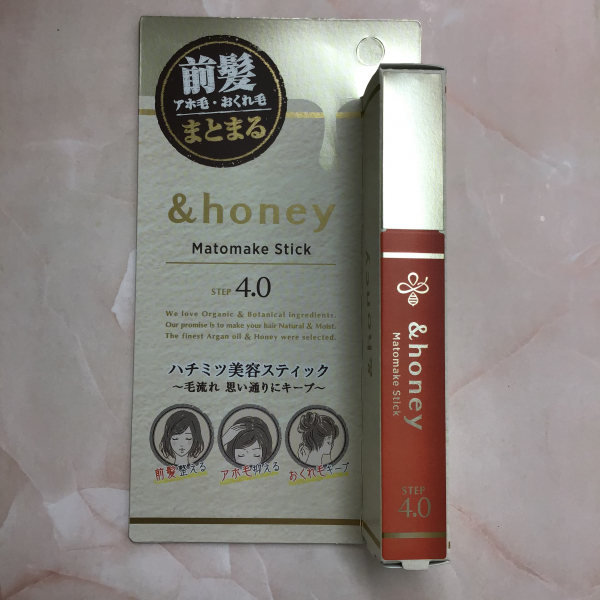 前髪
アホ毛・おくれ毛
まとまる
&honey
Matomake Stick
STEP 4.0
We love Organic & Botanical Ingredients.
Our promise is to make your hair Natural & Moist.
The finest Argan oil & Honey were selected.
ハチミツ美容スティック
〜毛流れ 思い通りにキープ〜
前髪整える
アホ毛抑える
おくれ毛キープ
&honey
Matomake Stick
STEP
4.0